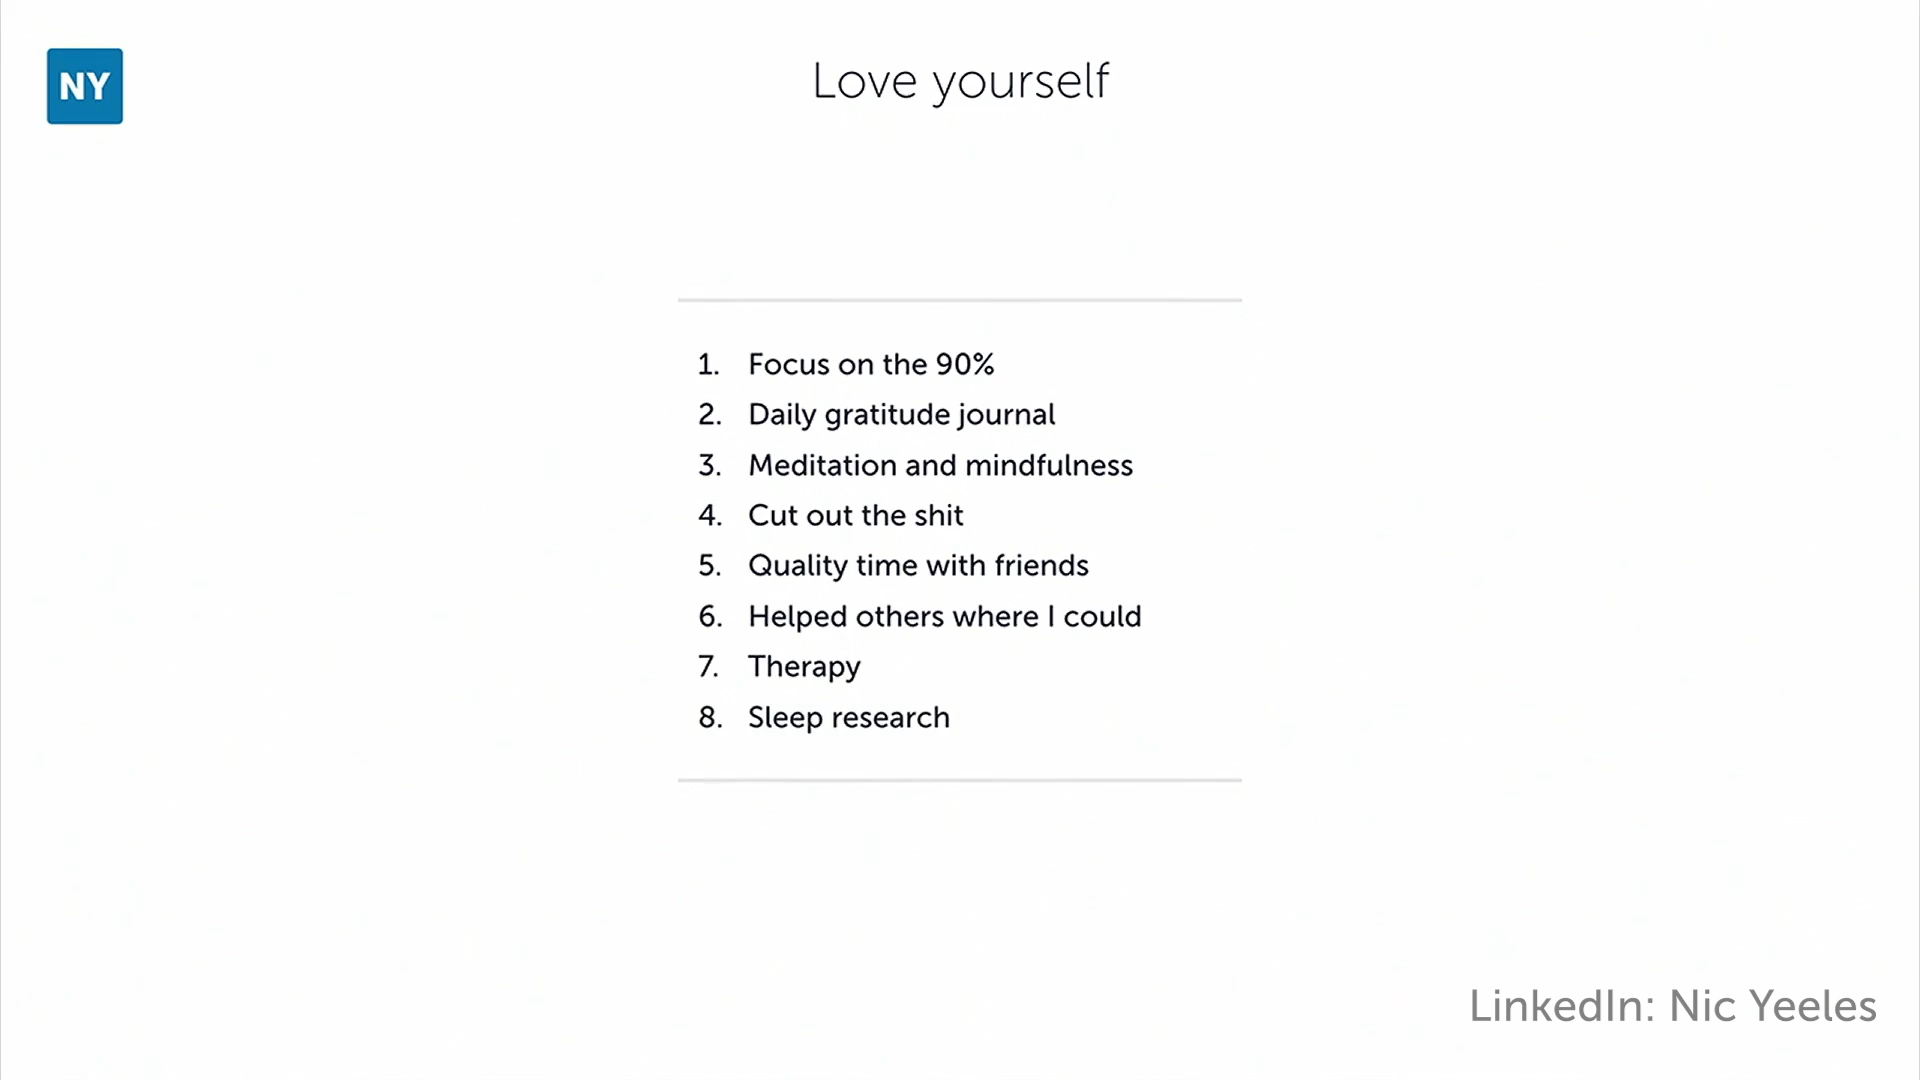 NY
Love yourself
1. Focus on the 90%
2. Daily gratitude journal
3. Meditation and mindfulness
4. Cut out the shit
5. Quality time with friends
6. Helped others where I could
7. Therapy
8. Sleep research
LinkedIn: Nic Yeeles